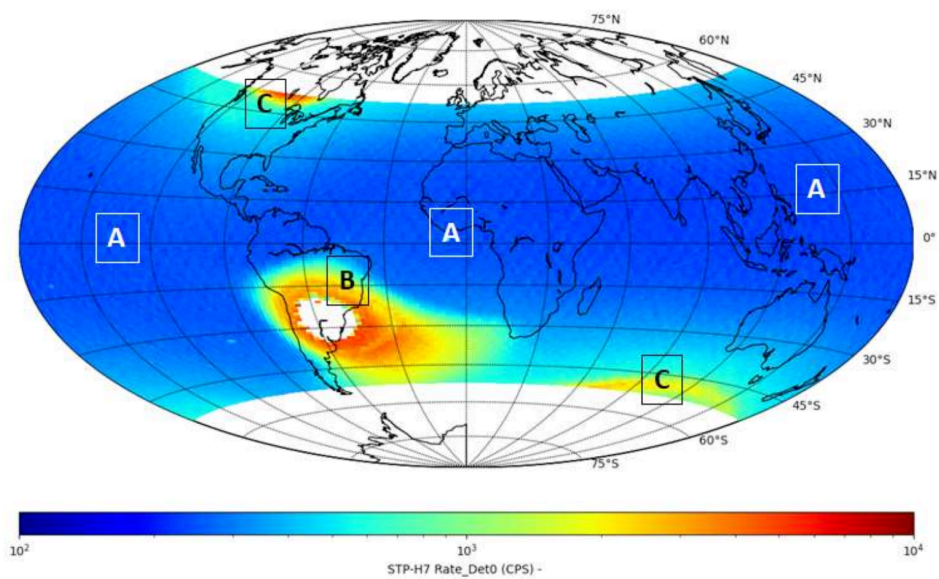 75°N
60°N
45°N
C
30°N
A
15°N
A
A
0°
B
15°S
30°S
C
45°S
60°S
75°S
10² 10³ 10⁴
STP-H7 Rate_Det0 (CPS) -